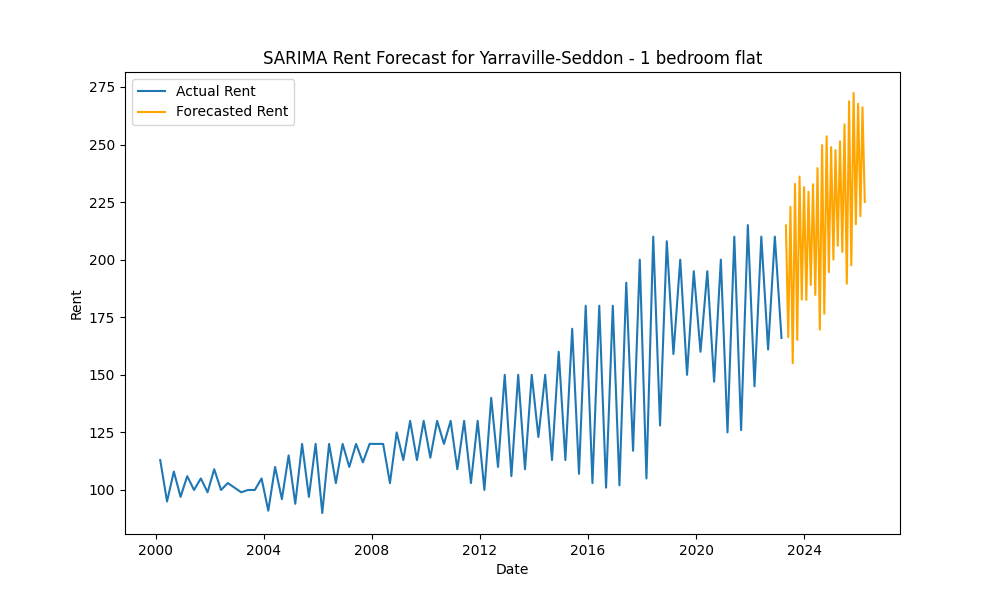 SARIMA Rent Forecast for Yarraville-Seddon - 1 bedroom flat
Actual Rent
Forecasted Rent
275
250
225
200
175
150
125
100
Rent
2000 2004 2008 2012 2016 2020 2024
Date